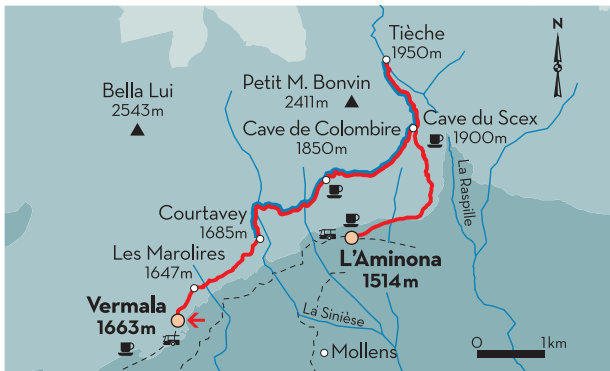 Tièche
1950m
N
Bella Lui
2543m
Petit M. Bonvin
2411m
Cave du Scex
1900m
Cave de Colombire
1850m
La Raspille
Courtavey
1685m
Les Marolires
1647m
L'Aminona
1514m
Vermala
1663m
La Sinièse
Mollens
0 1km